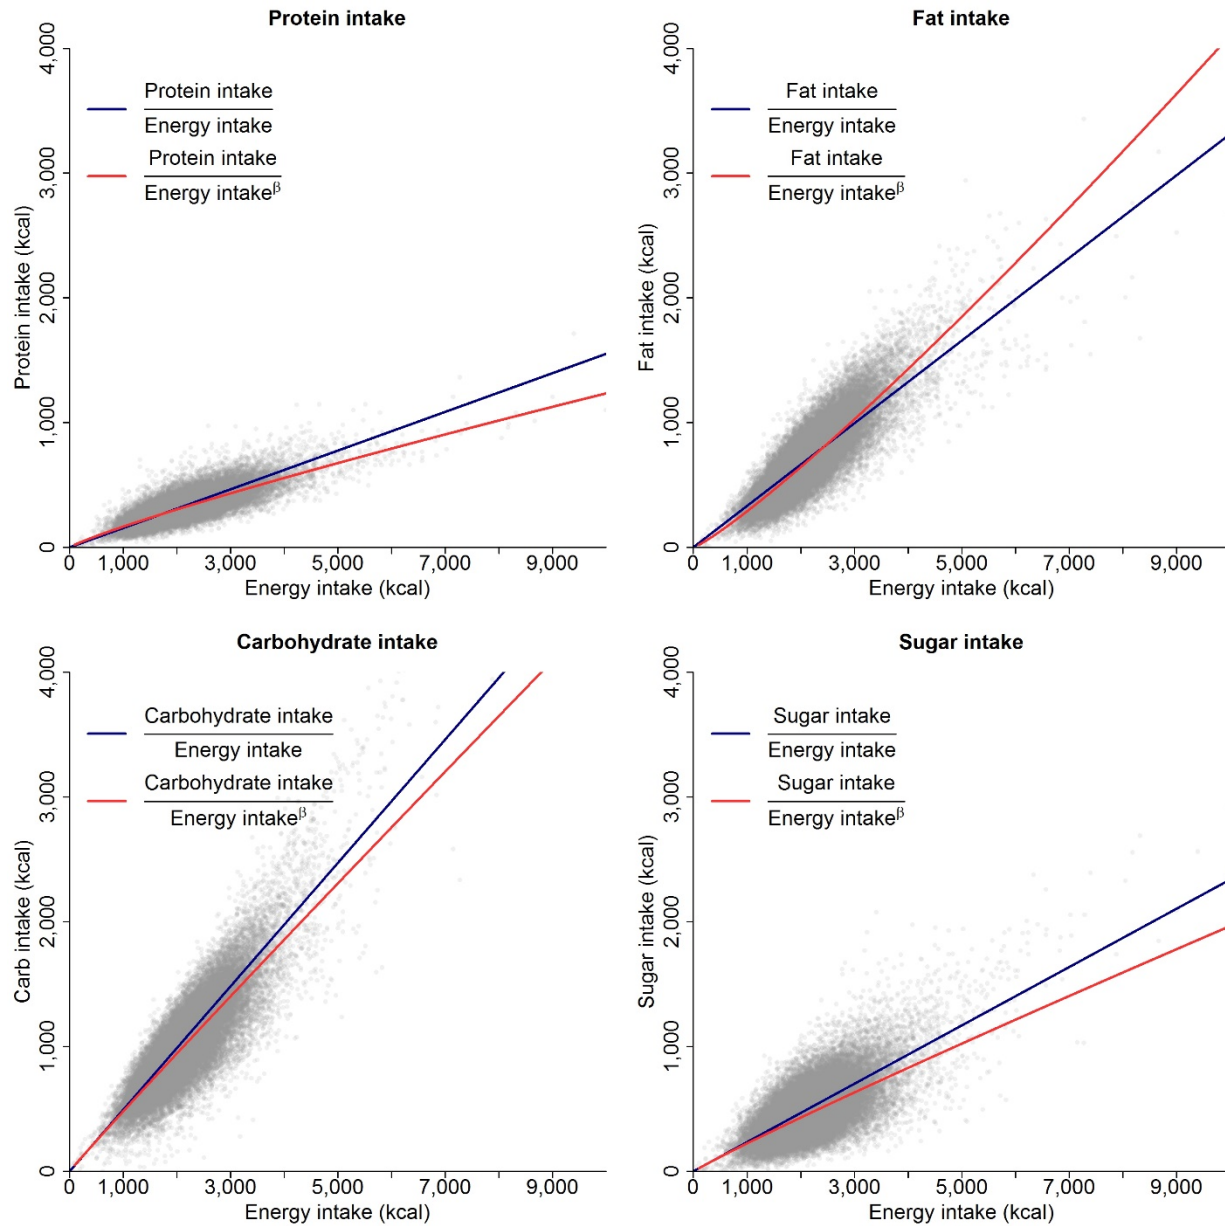 Protein intake
4,000
3,000
2,000
1,000
0
Protein intake (kcal)
Protein intake
Energy intake
Protein intake
Energy intakeᵝ
0 1,000 3,000 5,000 7,000 9,000
Energy intake (kcal)
Fat intake
4,000
3,000
2,000
1,000
0
Fat intake (kcal)
Fat intake
Energy intake
Fat intake
Energy intakeᵝ
0 1,000 3,000 5,000 7,000 9,000
Energy intake (kcal)
Carbohydrate intake
4,000
3,000
2,000
1,000
0
Carb intake (kcal)
Carbohydrate intake
Energy intake
Carbohydrate intake
Energy intakeᵝ
0 1,000 3,000 5,000 7,000 9,000
Energy intake (kcal)
Sugar intake
4,000
3,000
2,000
1,000
0
Sugar intake (kcal)
Sugar intake
Energy intake
Sugar intake
Energy intakeᵝ
0 1,000 3,000 5,000 7,000 9,000
Energy intake (kcal)